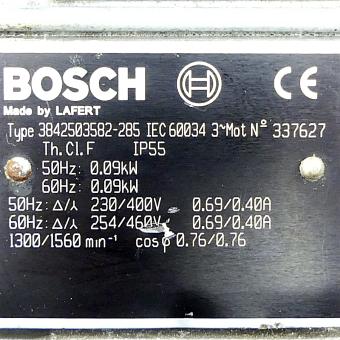 BOSCH CE
Made by LAFERT
Type 3842503582-285 IEC 60034 3~Mot Nº 337627
Th.Cl.F IP55
50Hz: 0.09kW
60Hz: 0.09kW
50Hz: Δ/⅄ 230/400V 0.69/0.40A
60Hz: Δ/⅄ 254/460V 0.69/0.40A
1300/1560 min⁻¹ cosφ 0.76/0.76